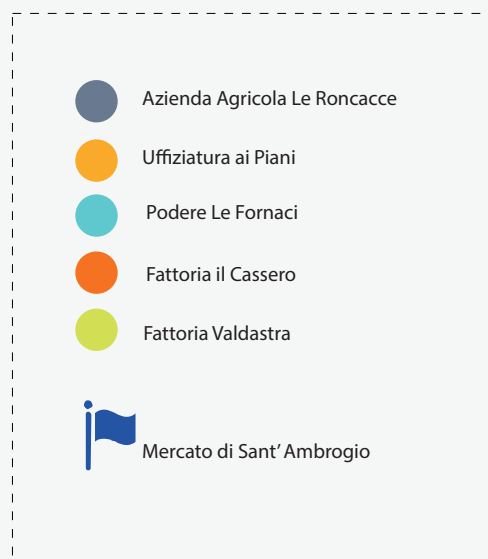 Azienda Agricola Le Roncacce
Uffiziatura ai Piani
Podere Le Fornaci
Fattoria il Cassero
Fattoria Valdastra
Mercato di Sant’Ambrogio